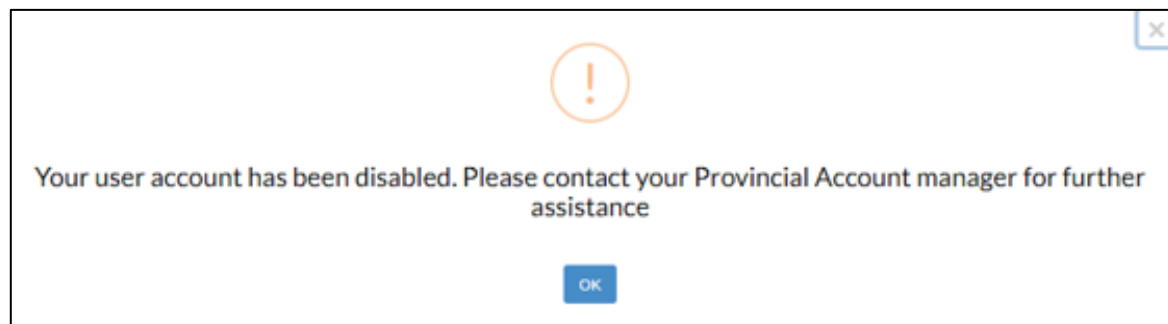 Your user account has been disabled. Please contact your Provincial Account manager for further
assistance
OK